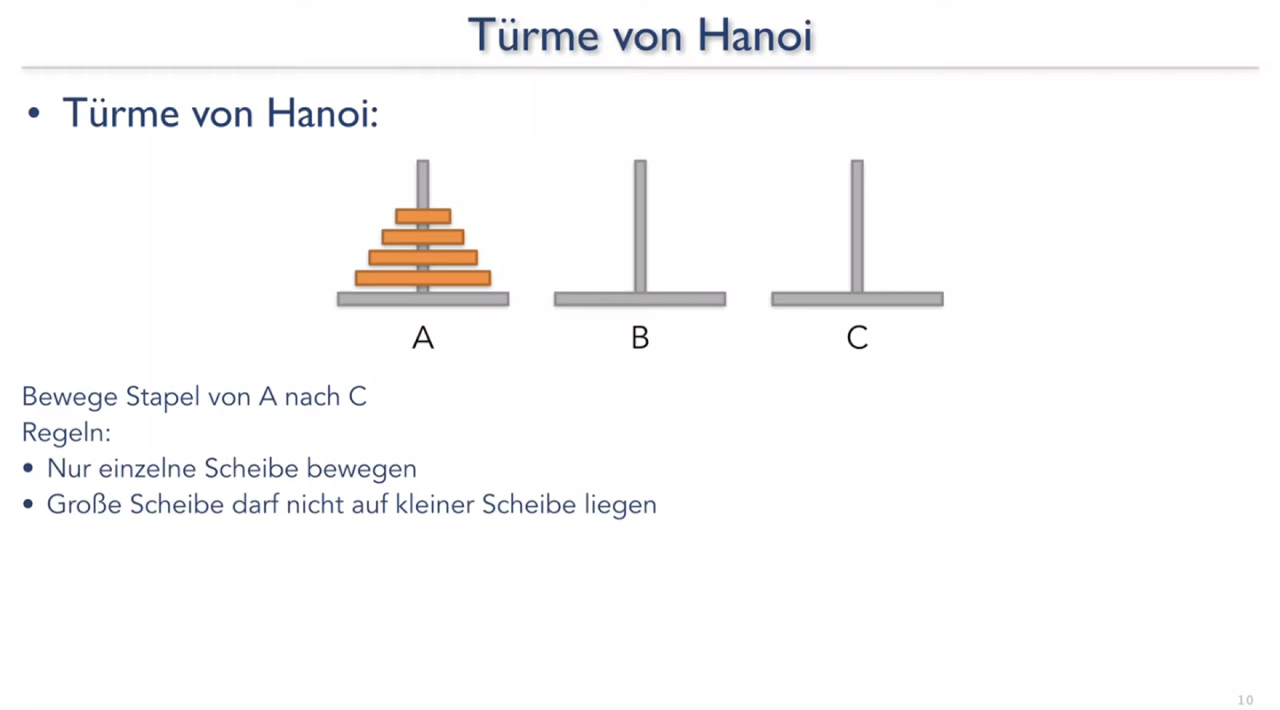 Türme von Hanoi
• Türme von Hanoi:
A B C
Bewege Stapel von A nach C
Regeln:
• Nur einzelne Scheibe bewegen
• Große Scheibe darf nicht auf kleiner Scheibe liegen
10